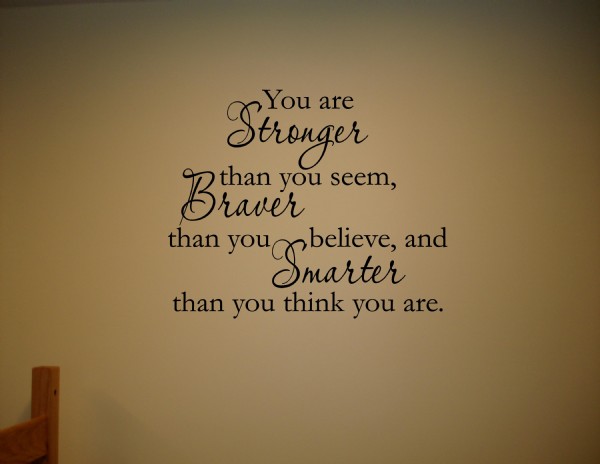 You are
Stronger
than you seem,
Braver
than you believe, and
Smarter
than you think you are.